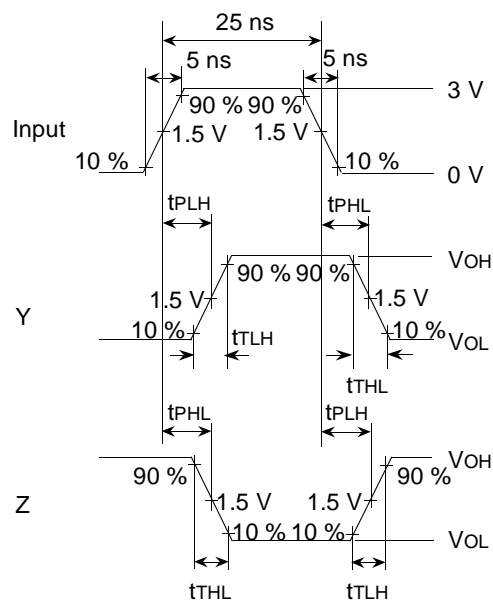 25 ns
5 ns 5 ns
90 % 90 % 3 V
Input 1.5 V 1.5 V
10 % 10 % 0 V
tPLH tPHL
90 % 90 % VOH
1.5 V 1.5 V
Y
10 % tTLH 10 % VOL
tTHL
tPHL tPLH
VOH
90 % 90 %
Z 1.5 V 1.5 V
10 % 10 % VOL
tTHL tTLH